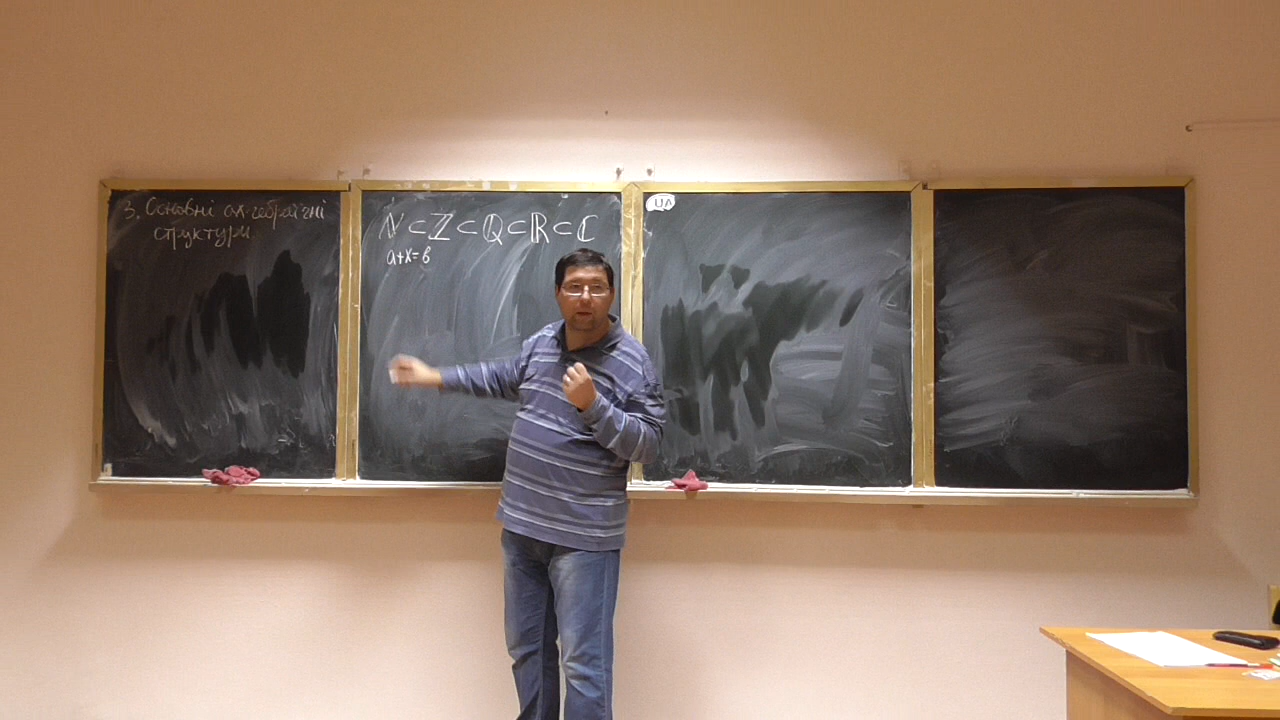 3. Основні алгебраїчні
структури.
ℕ⊂ℤ⊂ℚ⊂ℝ⊂ℂ
a+x=b
UA